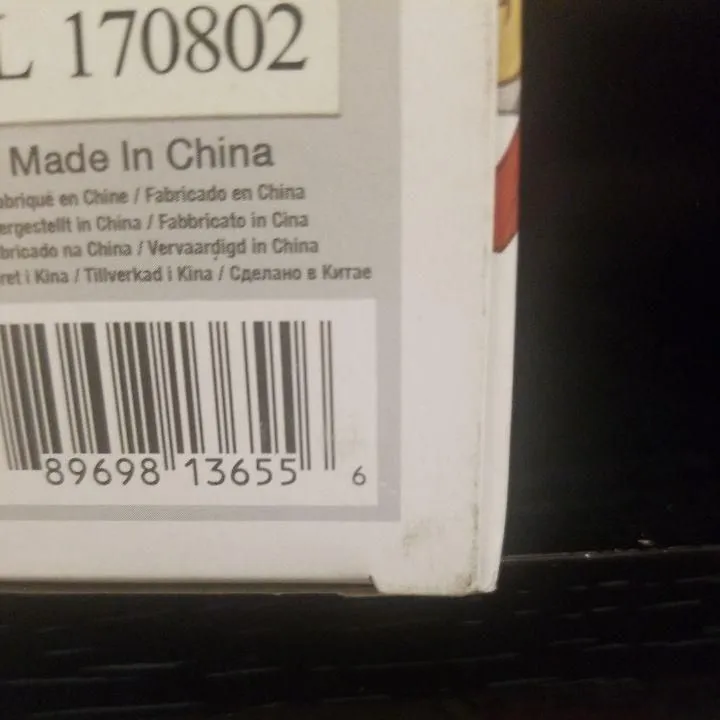 L 170802
Made In China
abriqué en Chine / Fabricado en China
ergestellt in China / Fabbricato in Cina
bricado na China / Vervaardigd in China
ret i Kina / Tillverkad i Kina / Сделано в Китае
89698 13655 6